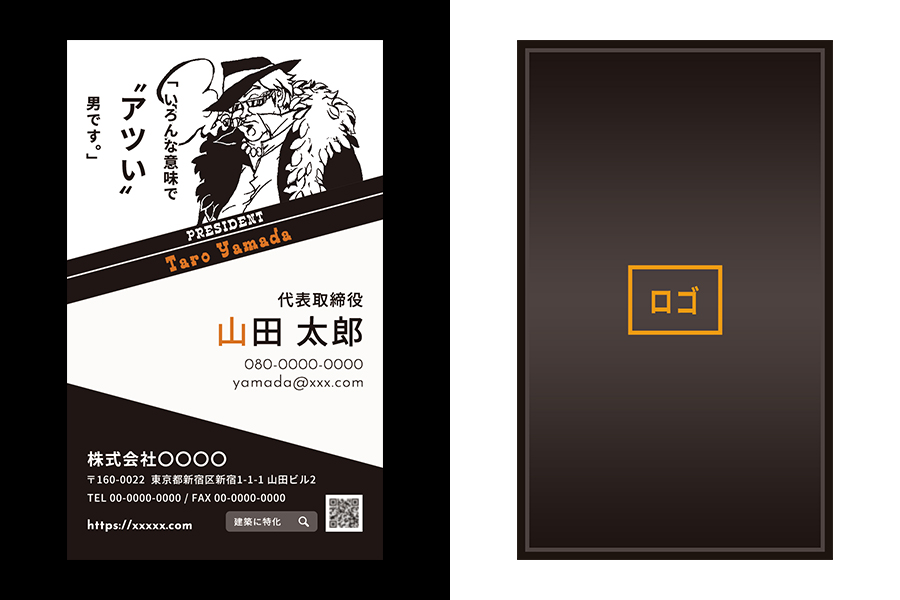 「いろんな意味で
“アツい”
男です。」
PRESIDENT
Taro Yamada
代表取締役
山田 太郎
080-0000-0000
yamada@xxx.com
株式会社〇〇〇〇
〒160-0022 東京都新宿区新宿1-1-1 山田ビル2
TEL 00-0000-0000 / FAX 00-0000-0000
https://xxxxx.com
建築に特化
ロゴ